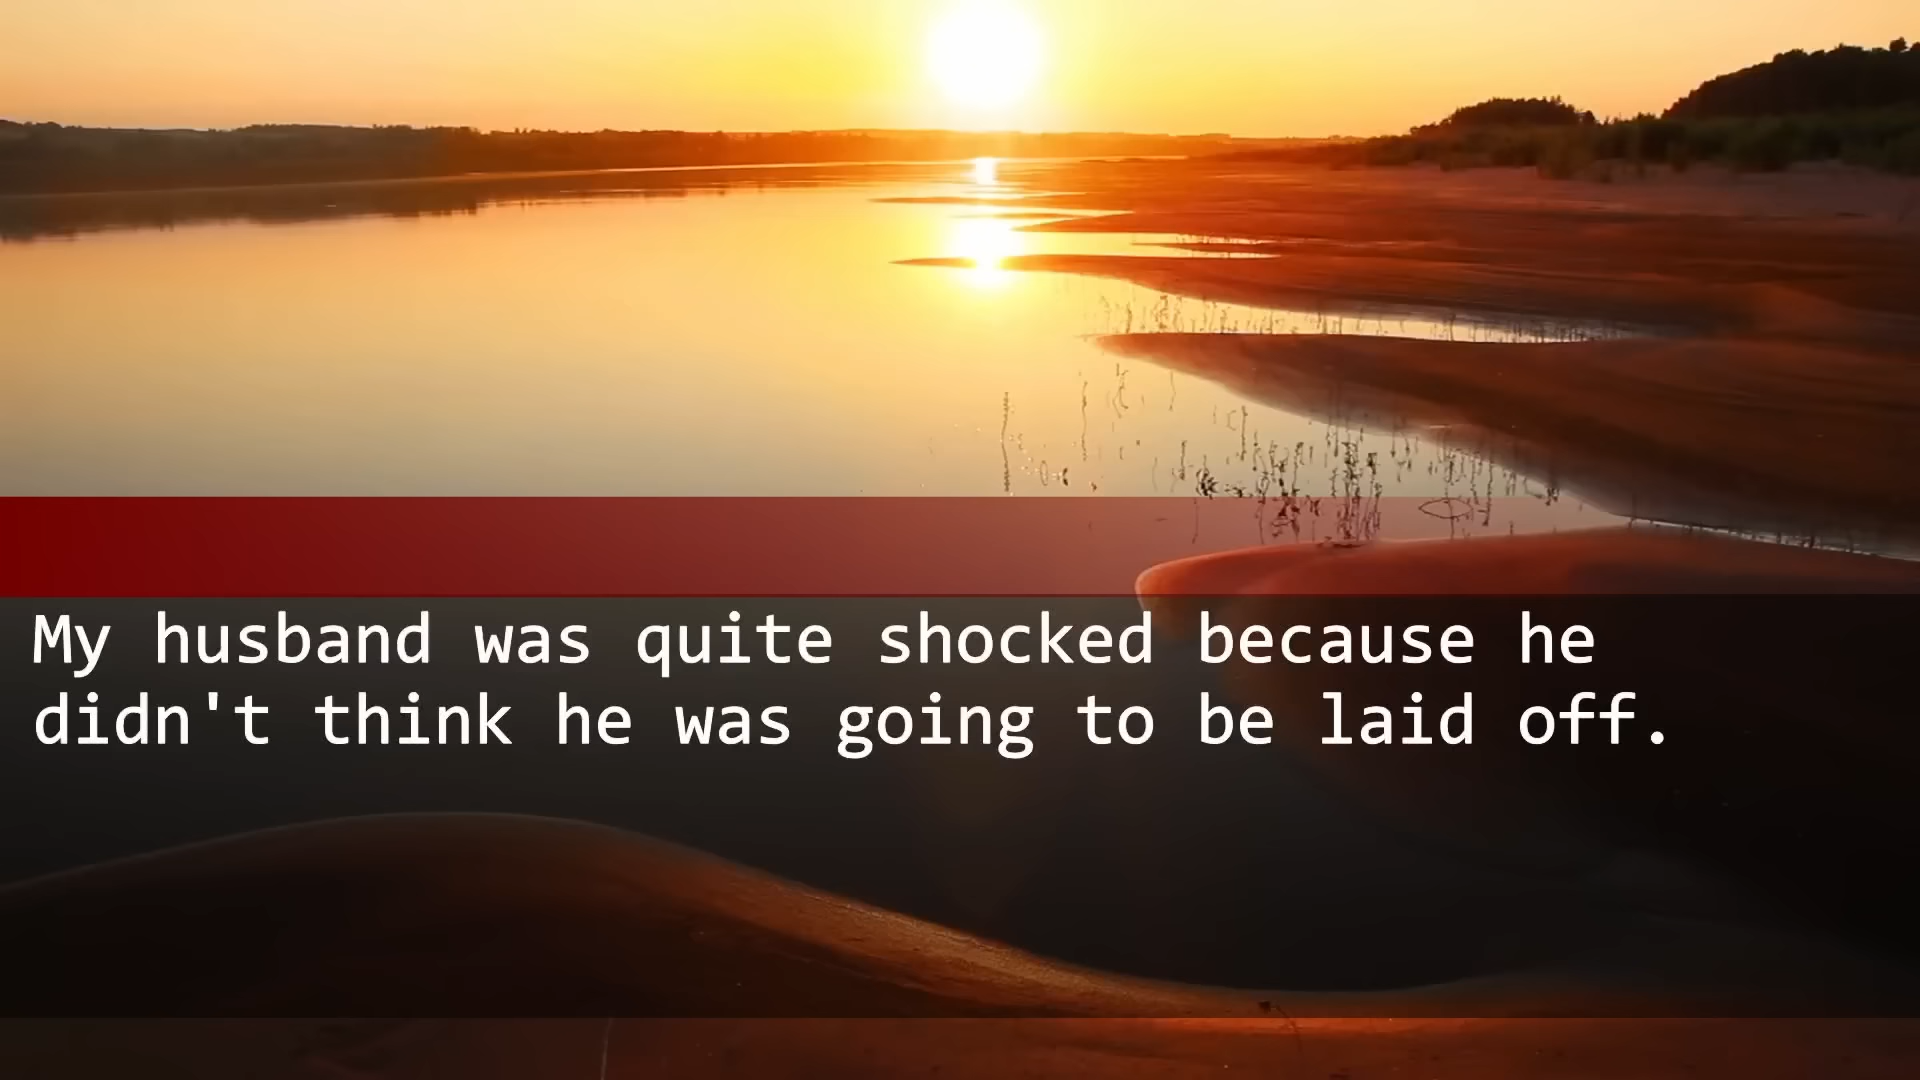 My husband was quite shocked because he
didn't think he was going to be laid off.